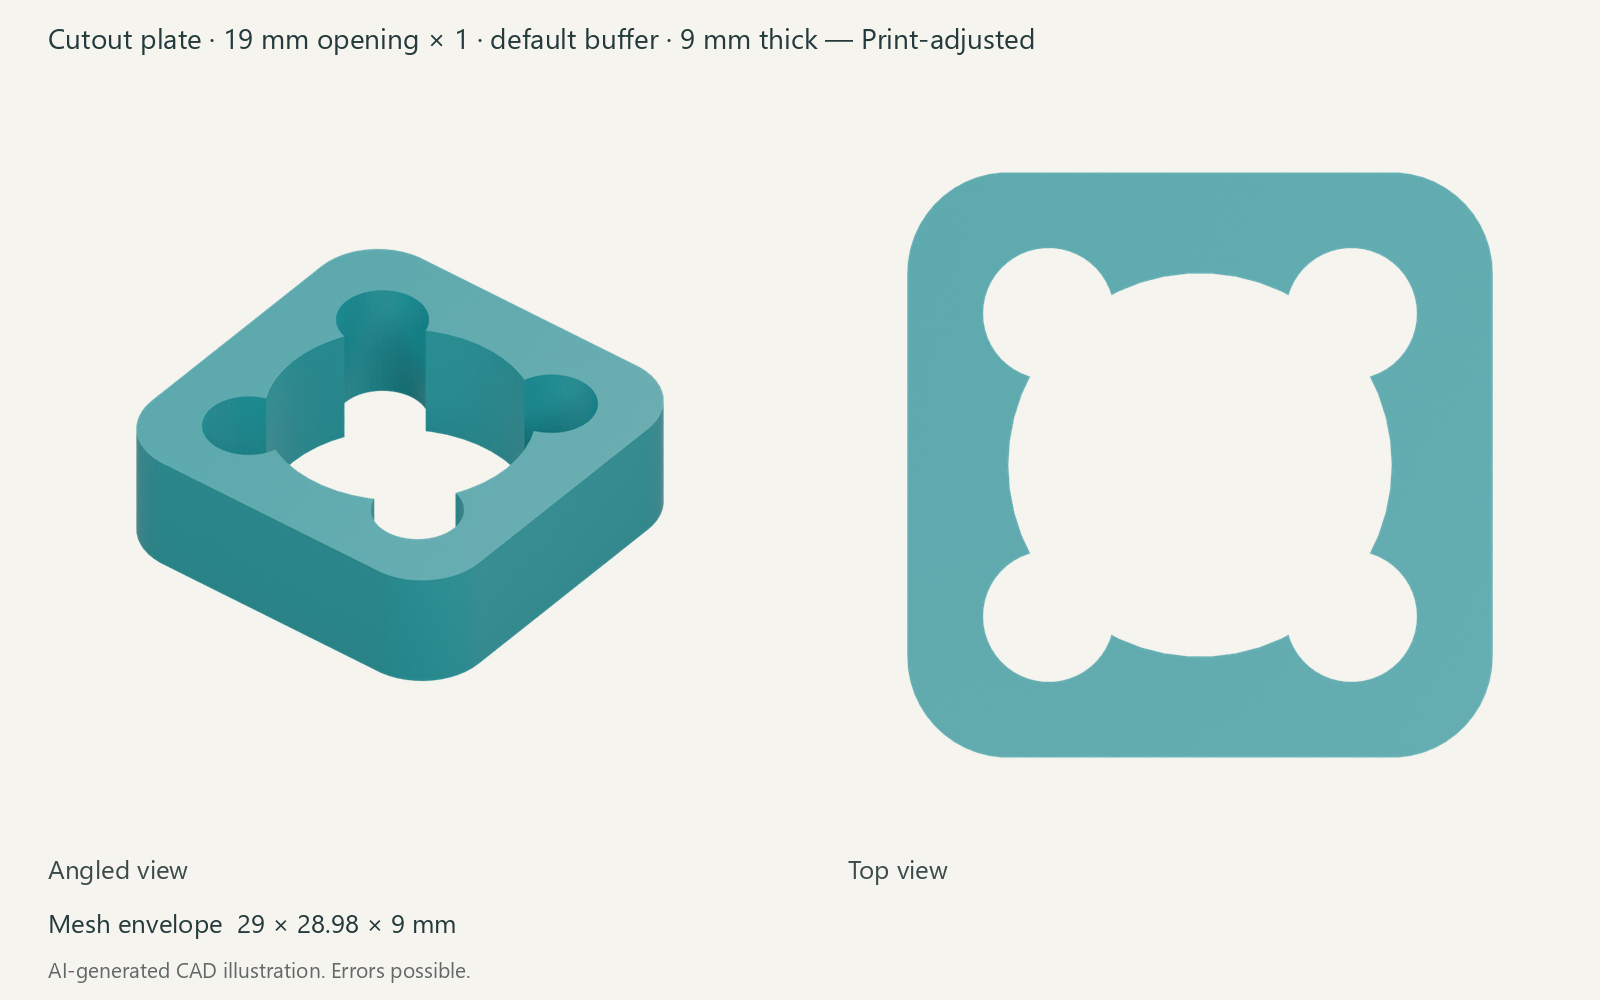 Cutout plate · 19 mm opening × 1 · default buffer · 9 mm thick — Print-adjusted
Angled view
Top view
Mesh envelope 29 × 28.98 × 9 mm
AI-generated CAD illustration. Errors possible.